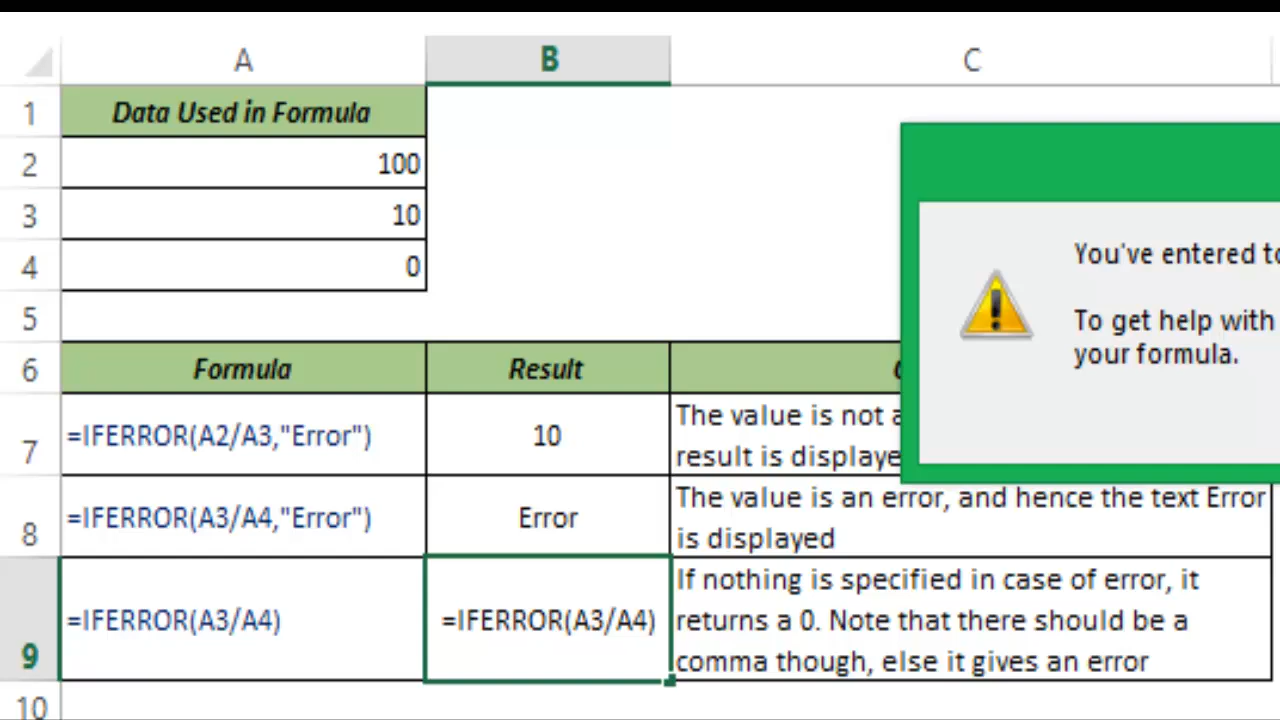 A B C
1 Data Used in Formula
2 100
3 10
4 0
5
You've entered
To get help with
your formula.
6 Formula Result
7 =IFERROR(A2/A3,"Error") 10 The value is not
result is
8 =IFERROR(A3/A4,"Error") Error The value is an error, and hence the text Error
is displayed
9 =IFERROR(A3/A4) =IFERROR(A3/A4) If nothing is specified in case of error, it
returns a 0. Note that there should be a
comma though, else it gives an error
10